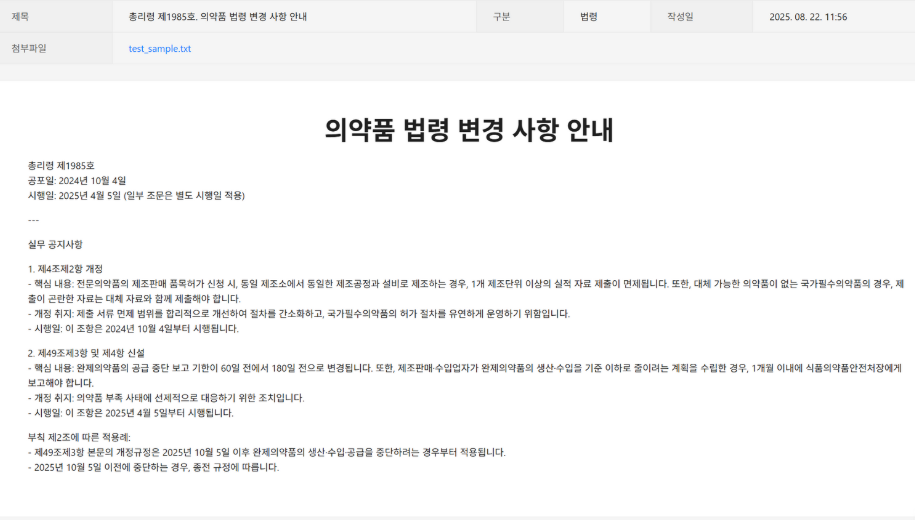 제목 총리령 제1985호. 의약품 법령 변경 사항 안내 구분 법령 작성일 2025. 08. 22. 11:56
첨부파일 test_sample.txt
의약품 법령 변경 사항 안내
총리령 제1985호
공포일: 2024년 10월 4일
시행일: 2025년 4월 5일 (일부 조문은 별도 시행일 적용)
---
실무 공지사항
1. 제4조제2항 개정
- 핵심 내용: 전문의약품의 제조판매 품목허가 신청 시, 동일 제조소에서 동일한 제조공정과 설비로 제조하는 경우, 1개 제조단위 이상의 실적 자료 제출이 면제됩니다. 또한, 대체 가능한 의약품이 없는 국가필수의약품의 경우, 제
출이 곤란한 자료는 대체 자료와 함께 제출해야 합니다.
- 개정 취지: 제출 서류 면제 범위를 합리적으로 개선하여 절차를 간소화하고, 국가필수의약품의 허가 절차를 유연하게 운영하기 위함입니다.
- 시행일: 이 조항은 2024년 10월 4일부터 시행됩니다.
2. 제49조제3항 및 제4항 신설
- 핵심 내용: 완제의약품의 공급 중단 보고 기한이 60일 전에서 180일 전으로 변경됩니다. 또한, 제조판매·수입업자가 완제의약품의 생산·수입을 기준 이하로 줄이려는 계획을 수립한 경우, 1개월 이내에 식품의약품안전처장에게
보고해야 합니다.
- 개정 취지: 의약품 부족 사태에 선제적으로 대응하기 위한 조치입니다.
- 시행일: 이 조항은 2025년 4월 5일부터 시행됩니다.
부칙 제2조에 따른 적용례:
- 제49조제3항 본문의 개정규정은 2025년 10월 5일 이후 완제의약품의 생산·수입·공급을 중단하려는 경우부터 적용됩니다.
- 2025년 10월 5일 이전에 중단하는 경우, 종전 규정에 따릅니다.